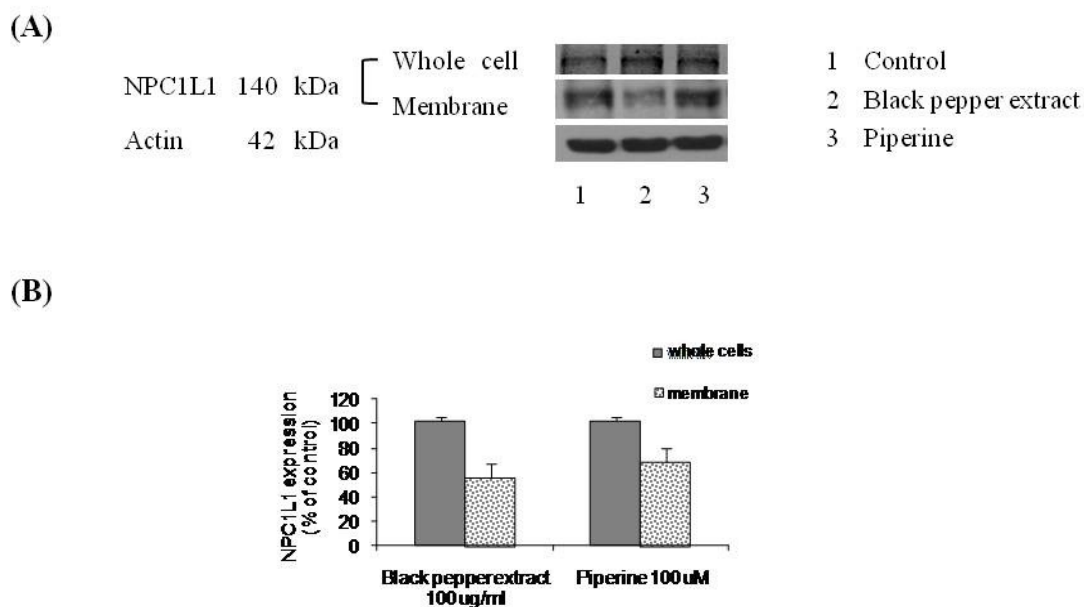 (A)
NPC1L1 140 kDa
Whole cell
Membrane
Actin 42 kDa
1 2 3
1 Control
2 Black pepper extract
3 Piperine
(B)
whole cells
membrane
NPC1L1 expression
(% of control)
120
100
80
60
40
20
0
Black pepper extract
100 ug/ml
Piperine 100 uM